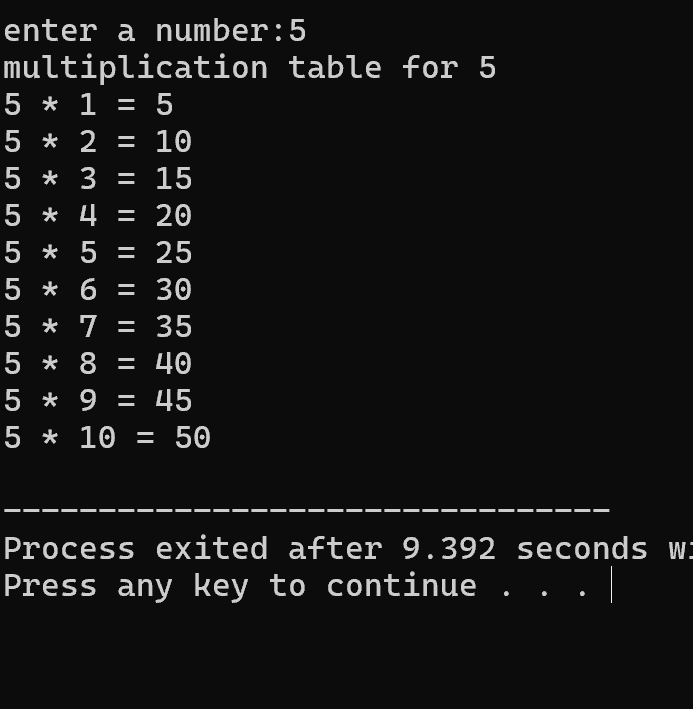 enter a number:5
multiplication table for 5
5 * 1 = 5
5 * 2 = 10
5 * 3 = 15
5 * 4 = 20
5 * 5 = 25
5 * 6 = 30
5 * 7 = 35
5 * 8 = 40
5 * 9 = 45
5 * 10 = 50
--------------------------------
Process exited after 9.392 seconds
Press any key to continue . . .